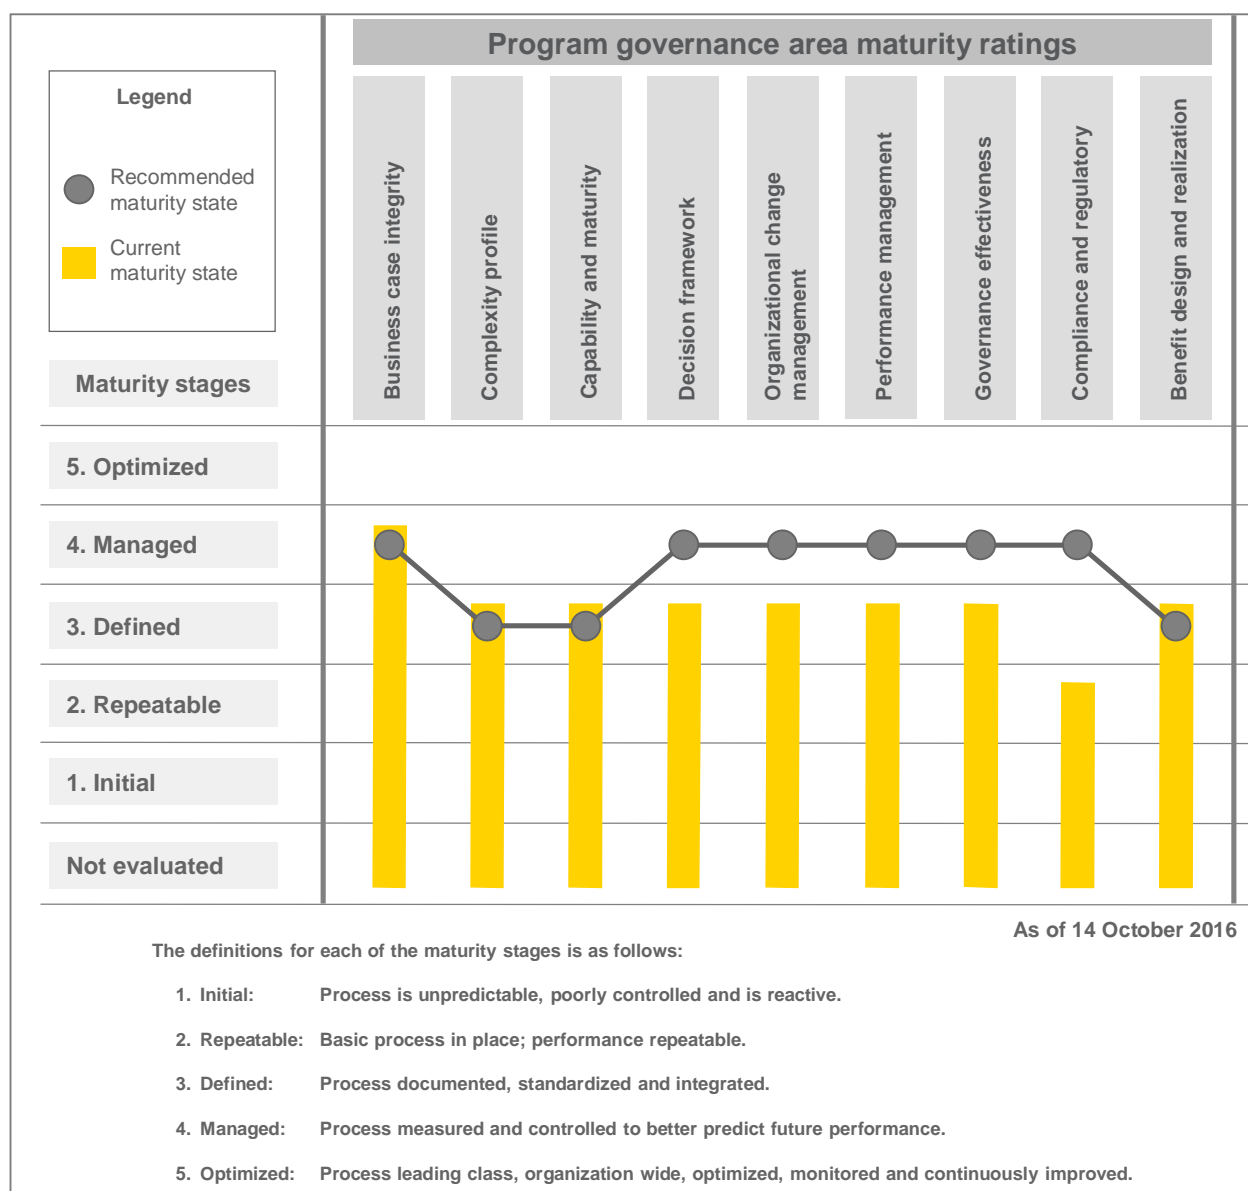 Program governance area maturity ratings
Legend
Recommended
maturity state
Current
maturity state
Business case integrity
Complexity profile
Capability and maturity
Decision framework
Organizational change
management
Performance management
Governance effectiveness
Compliance and regulatory
Benefit design and realization
Maturity stages
5. Optimized
4. Managed
3. Defined
2. Repeatable
1. Initial
Not evaluated
As of 14 October 2016
The definitions for each of the maturity stages is as follows:
1. Initial: Process is unpredictable, poorly controlled and is reactive.
2. Repeatable: Basic process in place; performance repeatable.
3. Defined: Process documented, standardized and integrated.
4. Managed: Process measured and controlled to better predict future performance.
5. Optimized: Process leading class, organization wide, optimized, monitored and continuously improved.